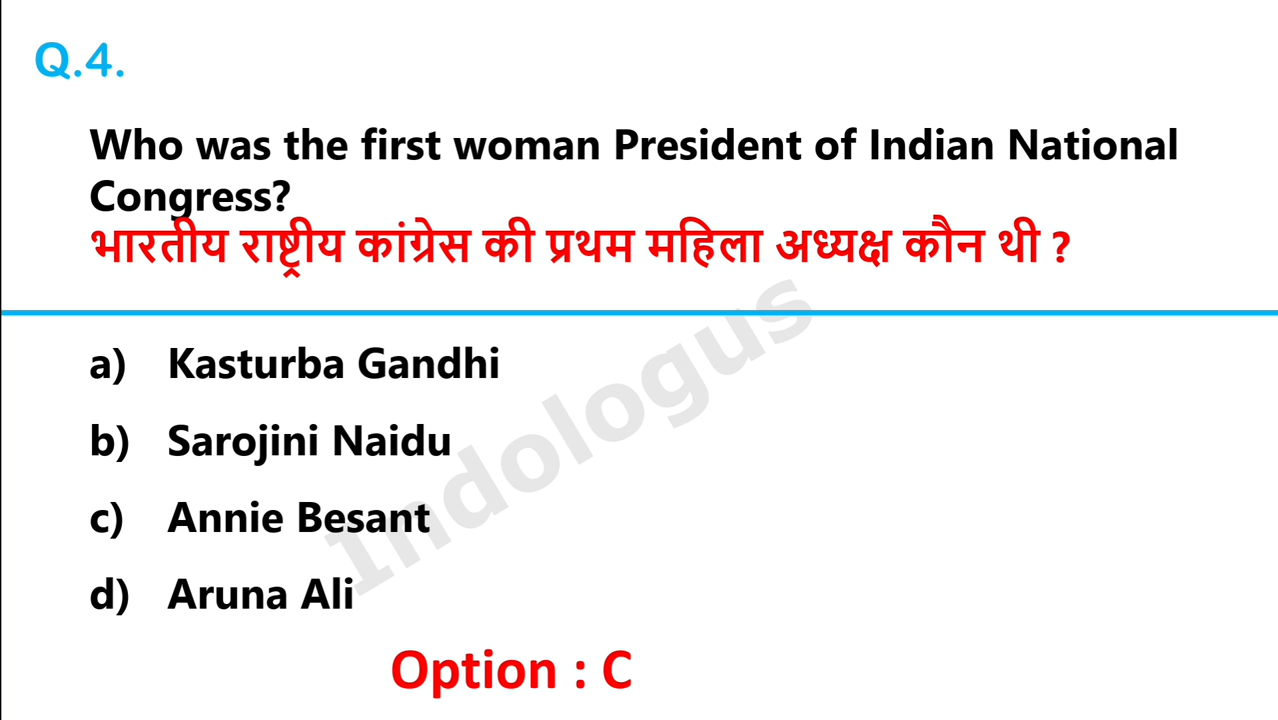 Q.4.
Who was the first woman President of Indian National
Congress?
भारतीय राष्ट्रीय कांग्रेस की प्रथम महिला अध्यक्ष कौन थी ?
a) Kasturba Gandhi
b) Sarojini Naidu
c) Annie Besant
d) Aruna Ali
Indologus
Option : C